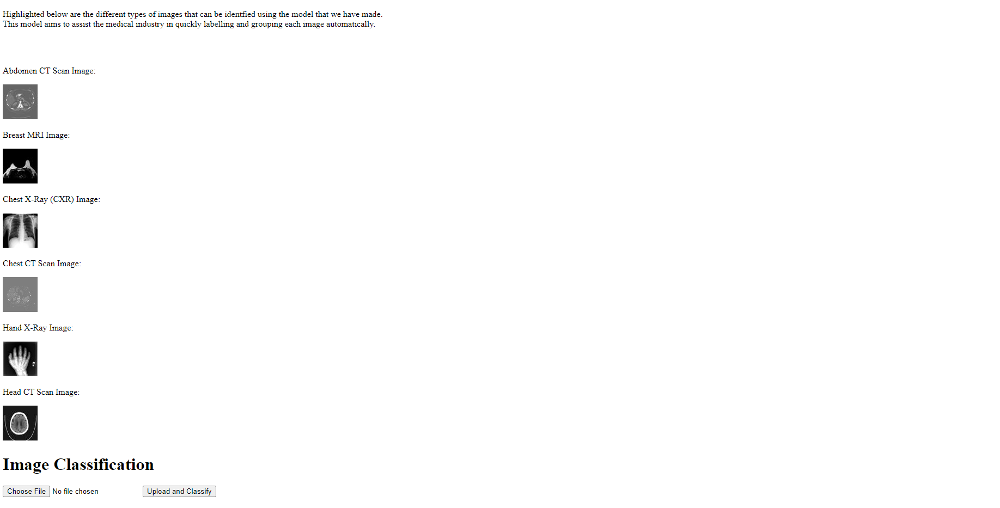 Highlighted below are the different types of images that can be identfied using the model that we have made.
This model aims to assist the medical industry in quickly labelling and grouping each image automatically.
Abdomen CT Scan Image:
Breast MRI Image:
Chest X-Ray (CXR) Image:
Chest CT Scan Image:
Hand X-Ray Image:
Head CT Scan Image:
Image Classification
Choose File No file chosen Upload and Classify